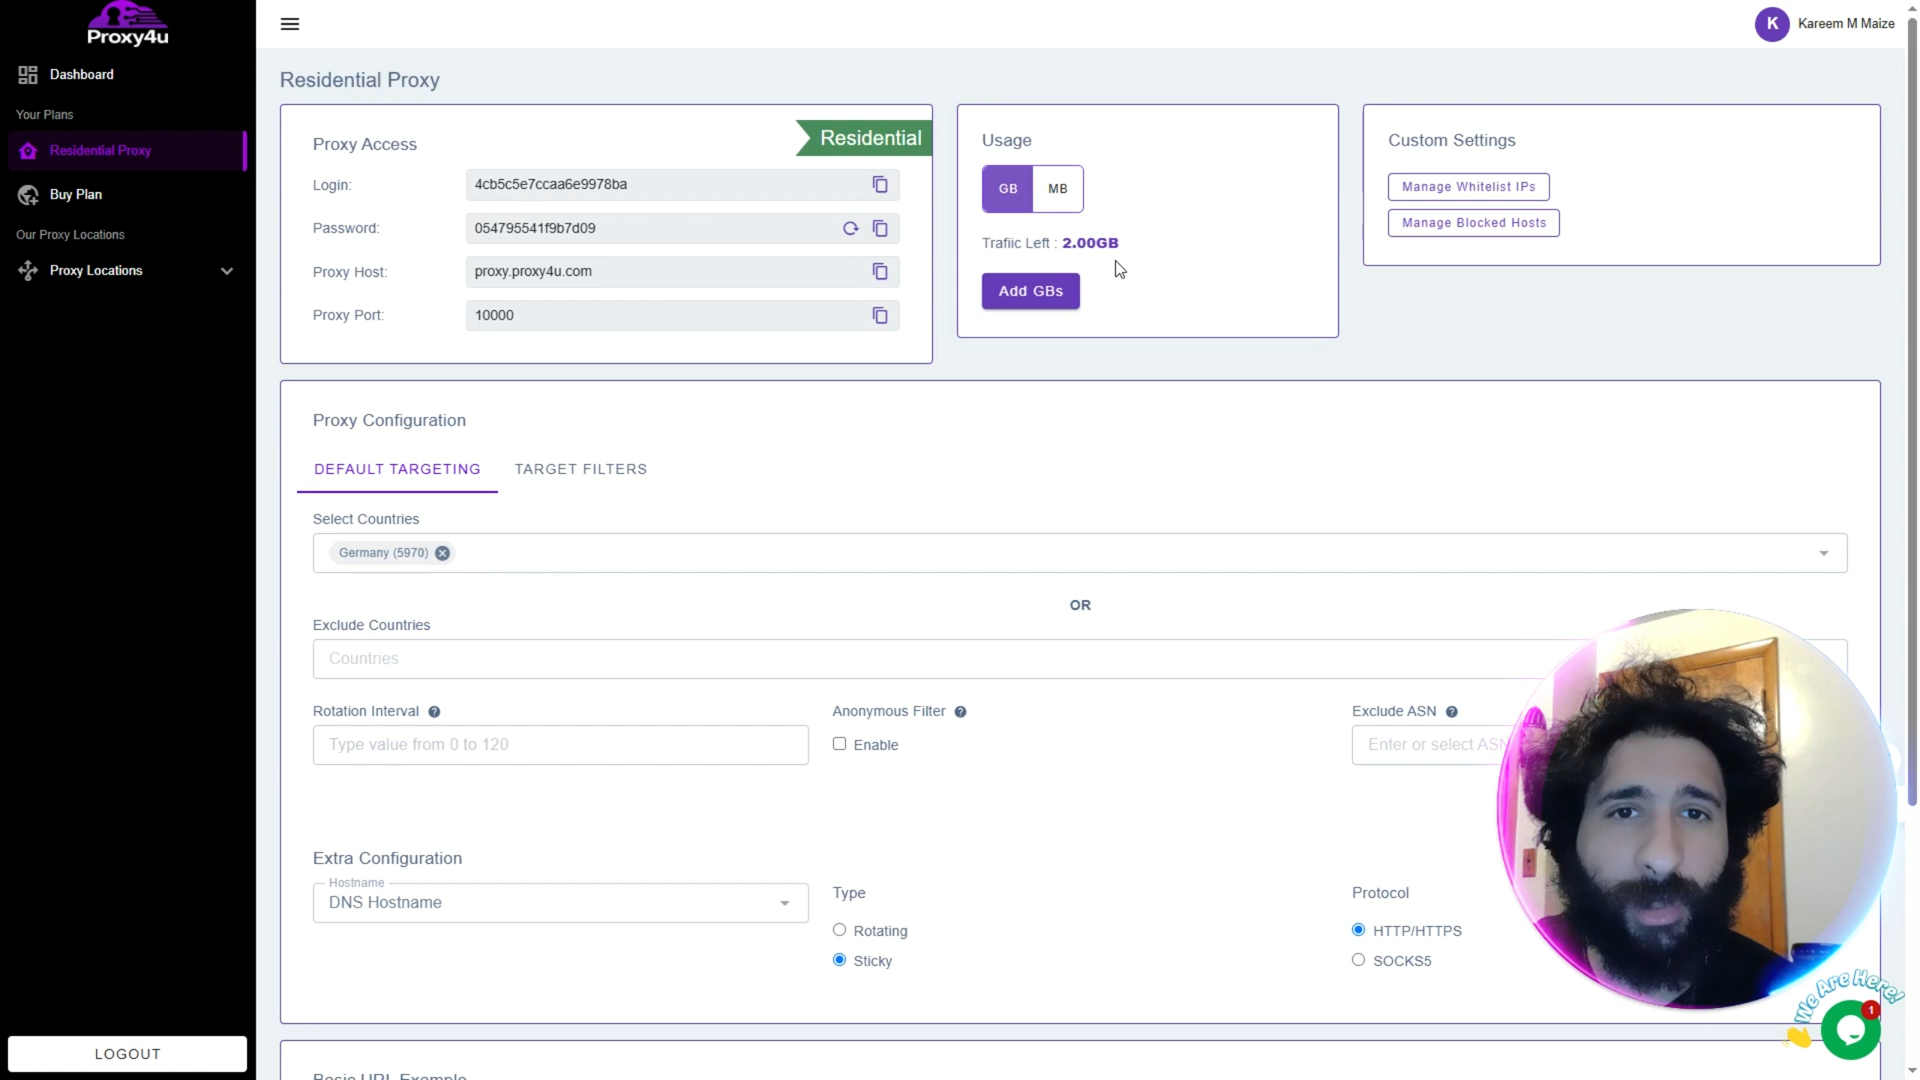 Proxy4u
Dashboard
Your Plans
Residential Proxy
Buy Plan
Our Proxy Locations
Proxy Locations
LOGOUT
K
Kareem M Maize
Residential Proxy
Proxy Access
Residential
Login:
4cb5c5e7ccaa6e9978ba
Password:
054795541f9b7d09
Proxy Host:
proxy.proxy4u.com
Proxy Port:
10000
Usage
GB
MB
Trafiic Left : 2.00GB
Add GBs
Custom Settings
Manage Whitelist IPs
Manage Blocked Hosts
Proxy Configuration
DEFAULT TARGETING
TARGET FILTERS
Select Countries
Germany (5970)
OR
Exclude Countries
Countries
Rotation Interval ?
Type value from 0 to 120
Anonymous Filter ?
Enable
Exclude ASN ?
Enter or select ASN
Extra Configuration
Hostname
DNS Hostname
Type
Rotating
Sticky
Protocol
HTTP/HTTPS
SOCKS5
We Are Here!
1
Basic URL Example